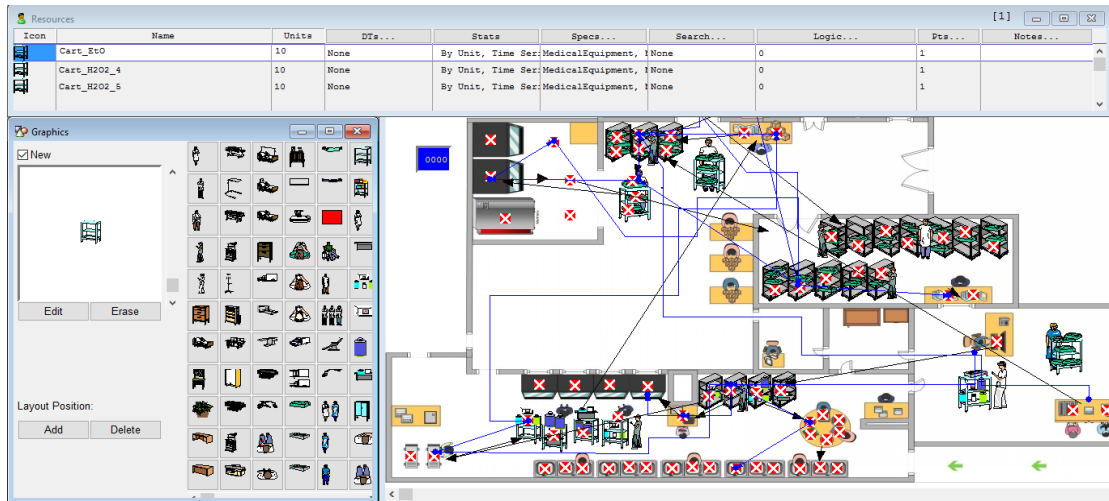 Resources [1]
Icon Name Units DTs... Stats Specs... Search... Logic... Pts... Notes...
Cart_EtO 10 None By Unit, Time Ser: MedicalEquipment, None 0 1
Cart_H2O2_4 10 None By Unit, Time Ser: MedicalEquipment, None 0 1
Cart_H2O2_5 10 None By Unit, Time Ser: MedicalEquipment, None 0 1
Graphics
New
0000
Edit Erase
Layout Position:
Add Delete